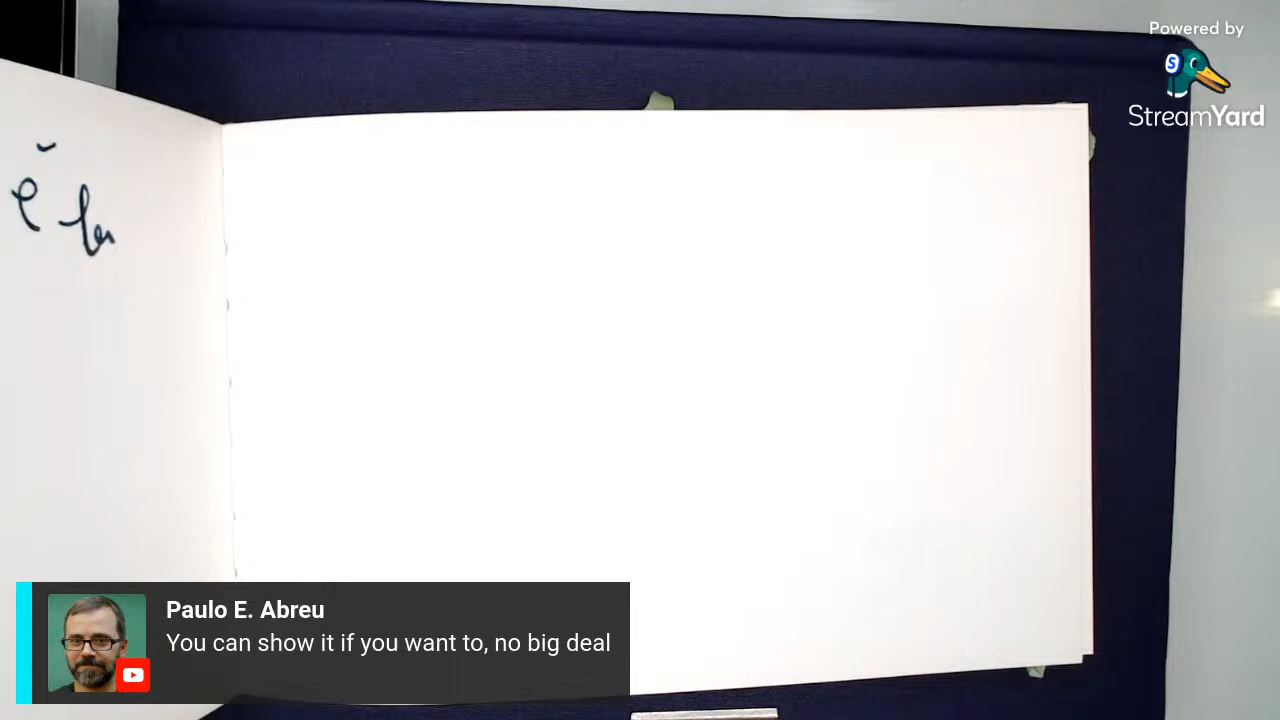 Powered by
StreamYard
Paulo E. Abreu
You can show it if you want to, no big deal